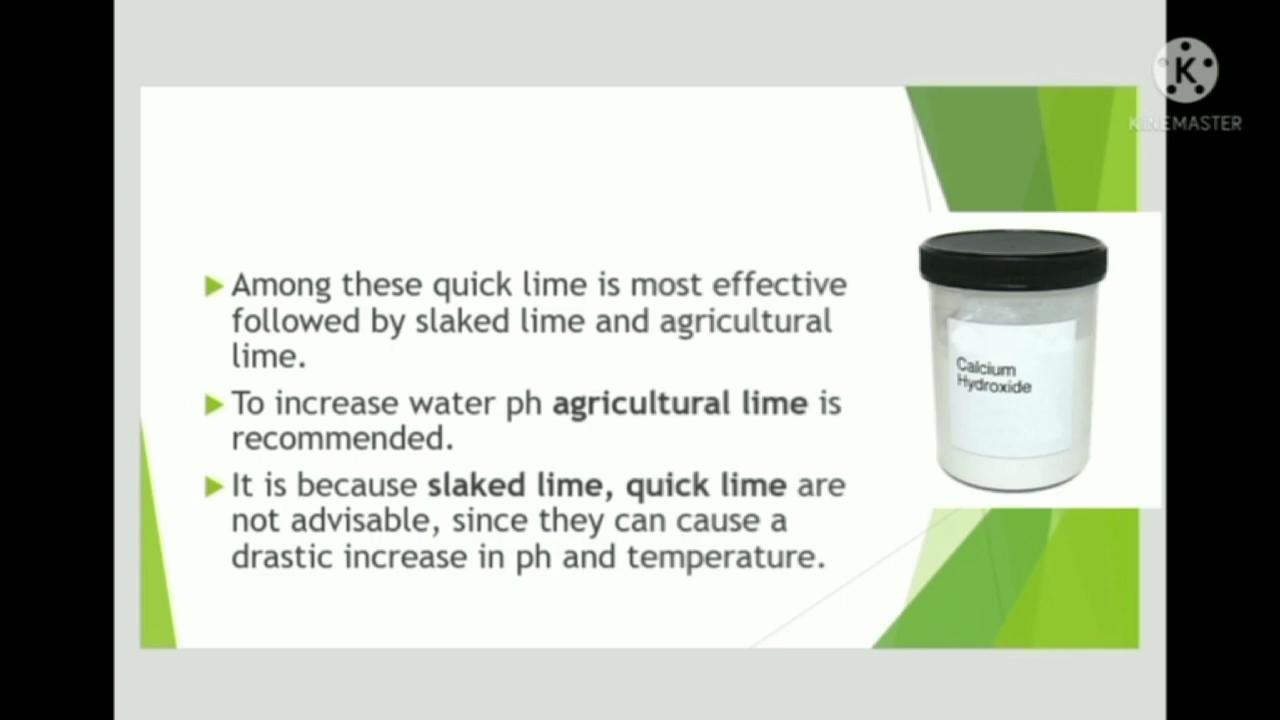 K
KINEMASTER
Among these quick lime is most effective
followed by slaked lime and agricultural
lime.
To increase water ph agricultural lime is
recommended.
It is because slaked lime, quick lime are
not advisable, since they can cause a
drastic increase in ph and temperature.
Calcium
Hydroxide